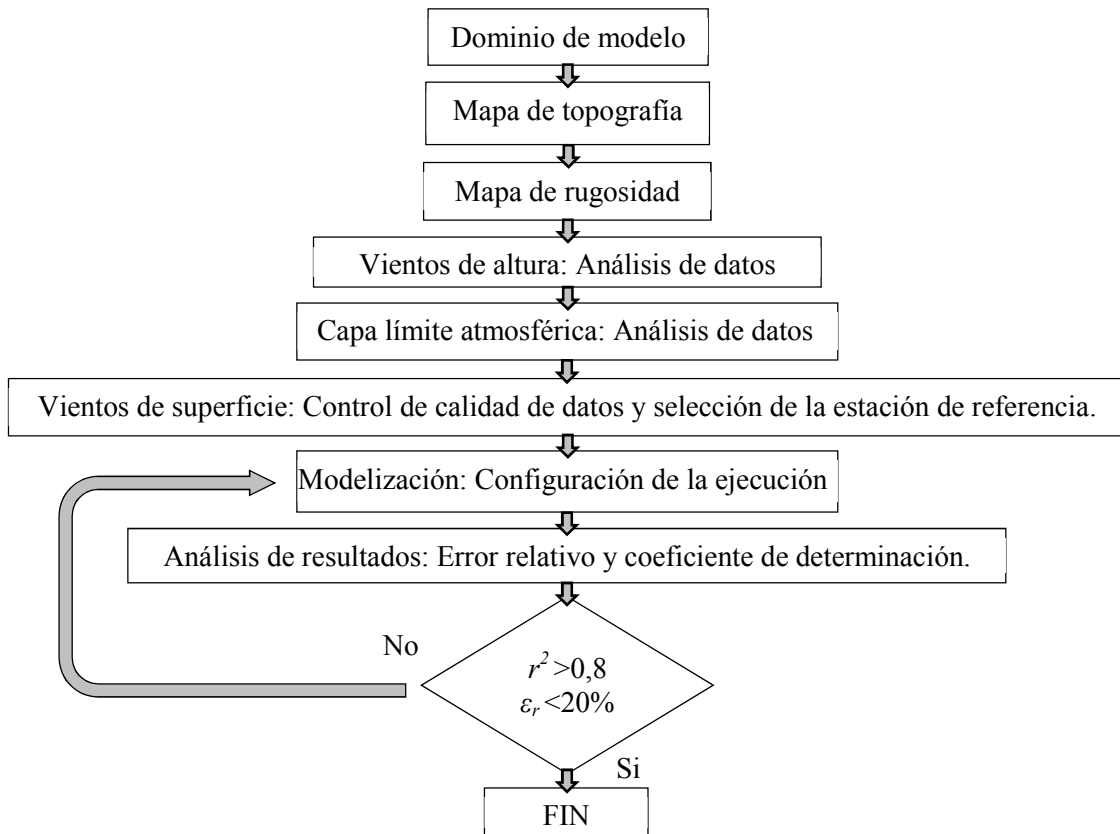 Dominio de modelo
Mapa de topografía
Mapa de rugosidad
Vientos de altura: Análisis de datos
Capa límite atmosférica: Análisis de datos
Vientos de superficie: Control de calidad de datos y selección de la estación de referencia.
Modelización: Configuración de la ejecución
Análisis de resultados: Error relativo y coeficiente de determinación.
No
r² >0,8
εr <20%
Si
FIN